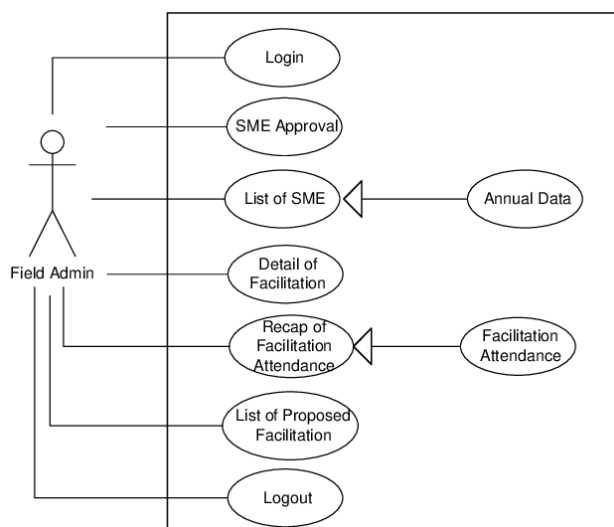 Login
SME Approval
List of SME
Annual Data
Field Admin
Detail of
Facilitation
Recap of
Facilitation
Attendance
Facilitation
Attendance
List of Proposed
Facilitation
Logout